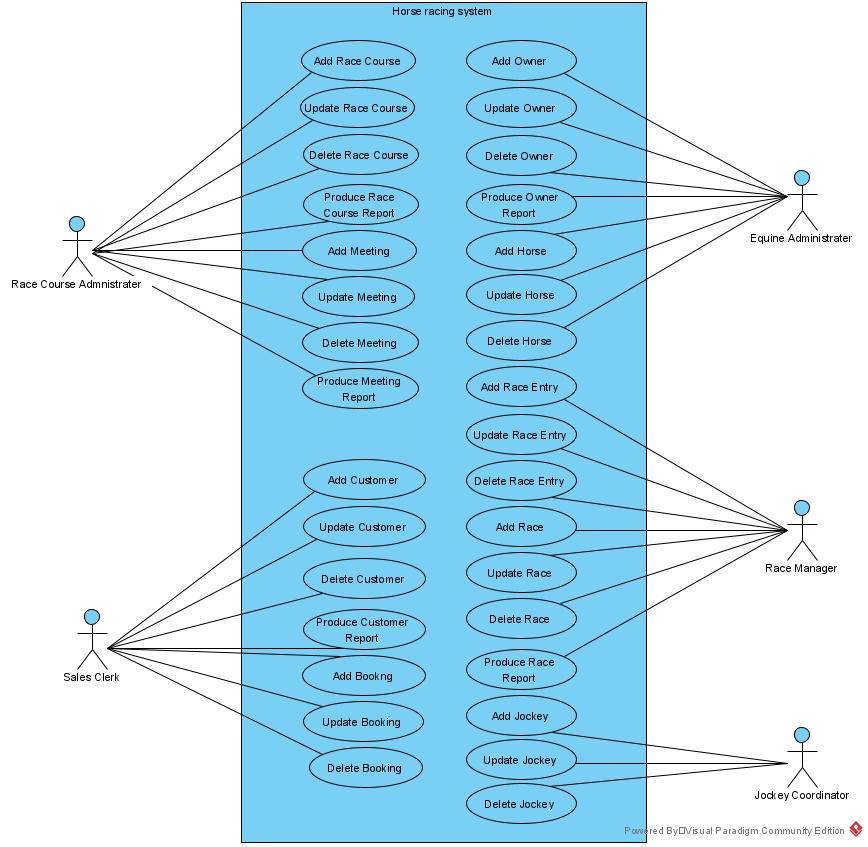 Horse racing system
Add Race Course
Update Race Course
Delete Race Course
Produce Race
Course Report
Add Meeting
Update Meeting
Delete Meeting
Produce Meeting
Report
Add Customer
Update Customer
Delete Customer
Produce Customer
Report
Add Bookng
Update Booking
Delete Booking
Add Owner
Update Owner
Delete Owner
Produce Owner
Report
Add Horse
Update Horse
Delete Horse
Add Race Entry
Update Race Entry
Delete Race Entry
Add Race
Update Race
Delete Race
Produce Race
Report
Add Jockey
Update Jockey
Delete Jockey
Race Course Admnistrater
Sales Clerk
Equine Administrater
Race Manager
Jockey Coordinator
Powered By□Visual Paradigm Community Edition